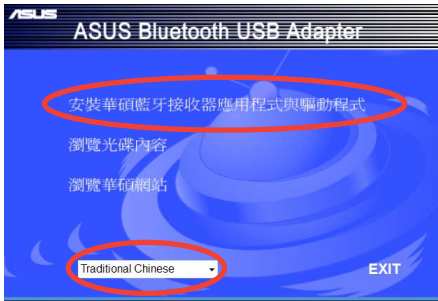 ASUS
ASUS Bluetooth USB Adapter
安裝華碩藍牙接收器應用程式與驅動程式
瀏覽光碟內容
瀏覽華碩網站
Traditional Chinese
EXIT